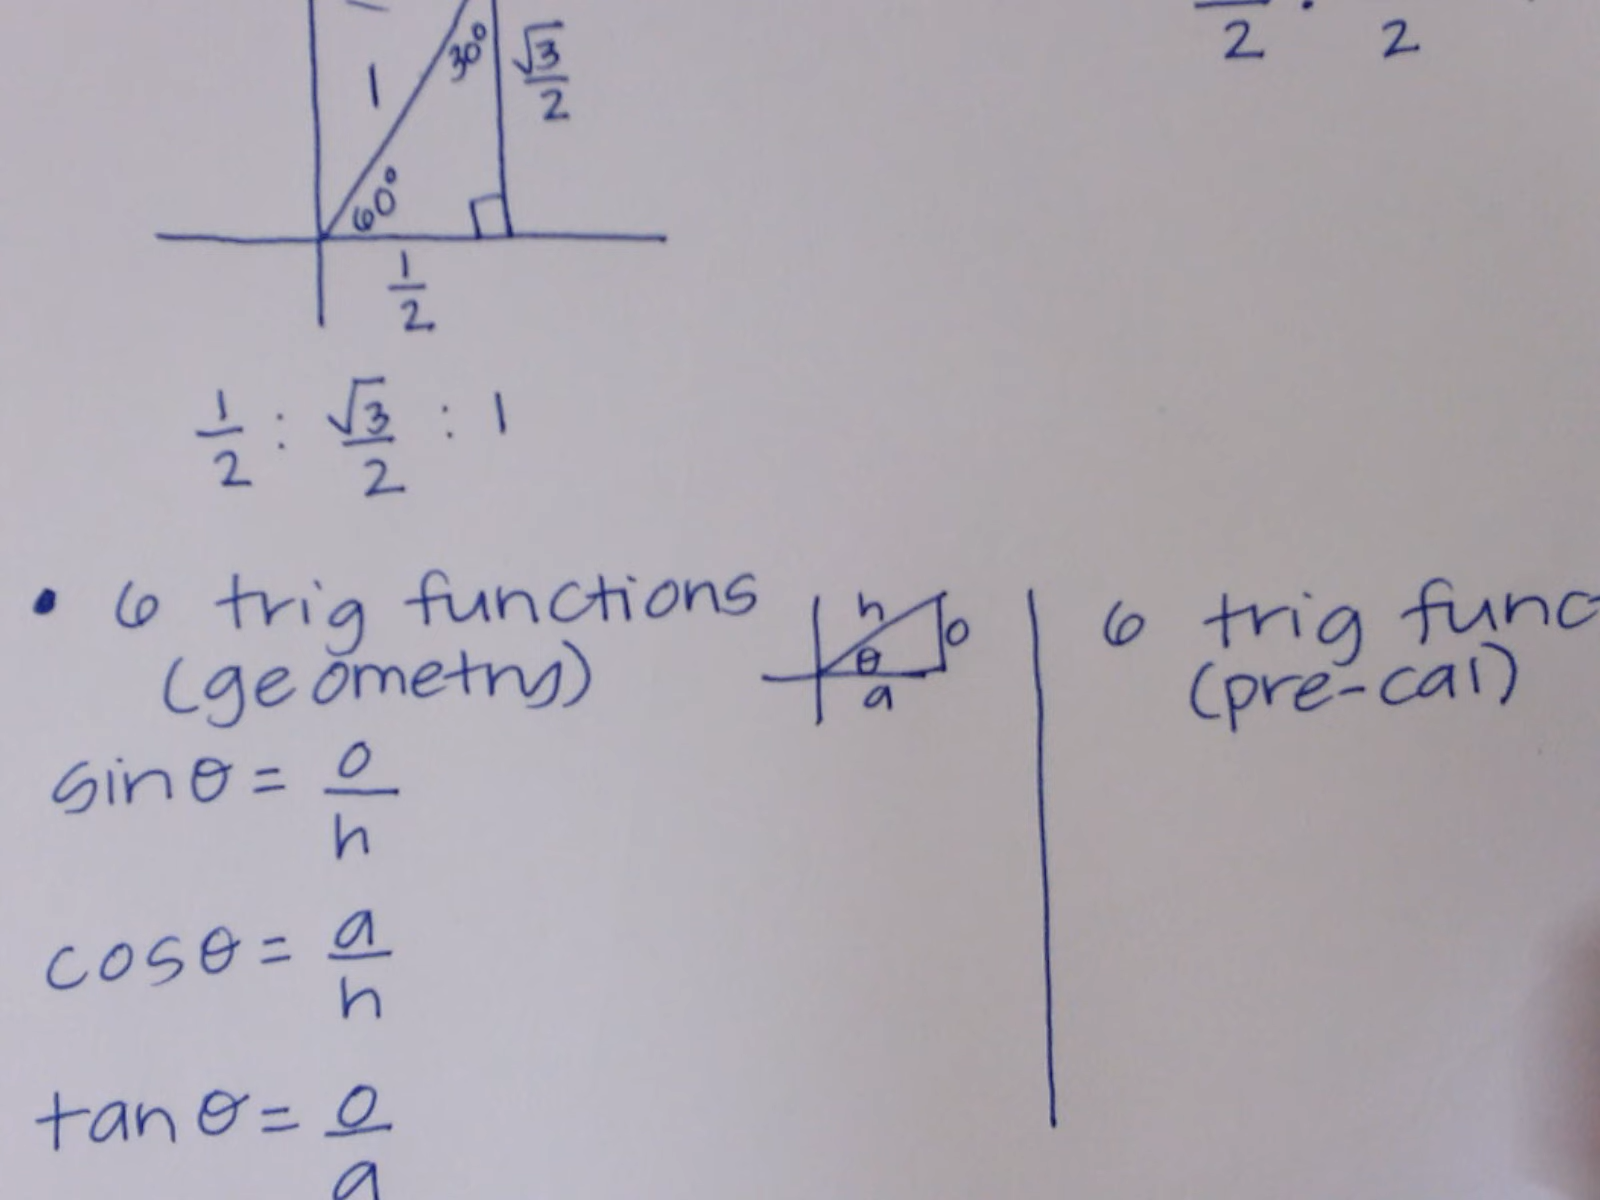 1
30°
√3/2
2 : 2
60°
1/2
1/2 : √3/2 : 1
• 6 trig functions
(geometry)
h
o
θ
a
6 trig func
(pre-cal)
sinθ = o/h
cosθ = a/h
tanθ = o/a